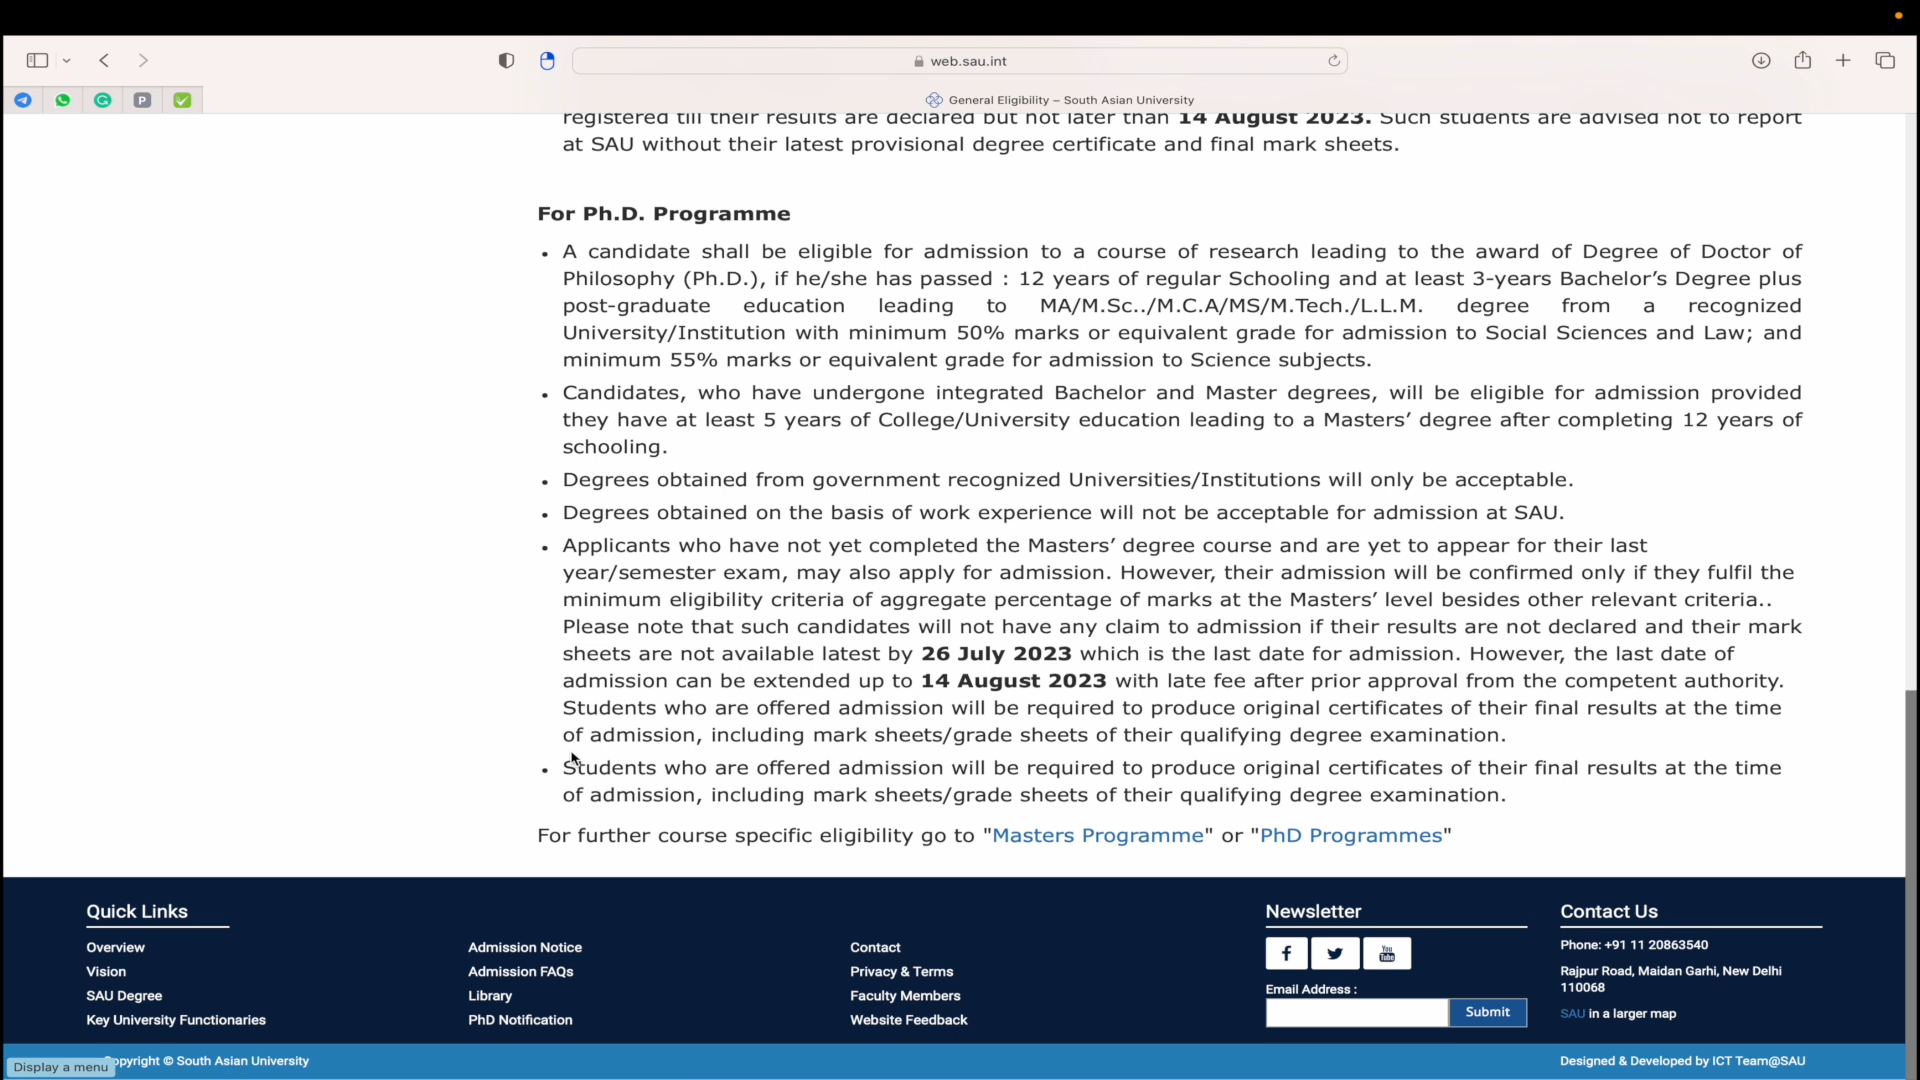 web.sau.int
P
General Eligibility – South Asian University
registered till their results are declared but not later than 14 August 2023. Such students are advised not to report
at SAU without their latest provisional degree certificate and final mark sheets.
For Ph.D. Programme
• A candidate shall be eligible for admission to a course of research leading to the award of Degree of Doctor of
Philosophy (Ph.D.), if he/she has passed : 12 years of regular Schooling and at least 3-years Bachelor’s Degree plus
post-graduate education leading to MA/M.Sc../M.C.A/MS/M.Tech./L.L.M. degree from a recognized
University/Institution with minimum 50% marks or equivalent grade for admission to Social Sciences and Law; and
minimum 55% marks or equivalent grade for admission to Science subjects.
• Candidates, who have undergone integrated Bachelor and Master degrees, will be eligible for admission provided
they have at least 5 years of College/University education leading to a Masters’ degree after completing 12 years of
schooling.
• Degrees obtained from government recognized Universities/Institutions will only be acceptable.
• Degrees obtained on the basis of work experience will not be acceptable for admission at SAU.
• Applicants who have not yet completed the Masters’ degree course and are yet to appear for their last
year/semester exam, may also apply for admission. However, their admission will be confirmed only if they fulfil the
minimum eligibility criteria of aggregate percentage of marks at the Masters’ level besides other relevant criteria..
Please note that such candidates will not have any claim to admission if their results are not declared and their mark
sheets are not available latest by 26 July 2023 which is the last date for admission. However, the last date of
admission can be extended up to 14 August 2023 with late fee after prior approval from the competent authority.
Students who are offered admission will be required to produce original certificates of their final results at the time
of admission, including mark sheets/grade sheets of their qualifying degree examination.
• Students who are offered admission will be required to produce original certificates of their final results at the time
of admission, including mark sheets/grade sheets of their qualifying degree examination.
For further course specific eligibility go to "Masters Programme" or "PhD Programmes"
Quick Links
Overview
Vision
SAU Degree
Key University Functionaries
Admission Notice
Admission FAQs
Library
PhD Notification
Contact
Privacy & Terms
Faculty Members
Website Feedback
Newsletter
You Tube
Email Address :
Submit
Contact Us
Phone: +91 11 20863540
Rajpur Road, Maidan Garhi, New Delhi
110068
SAU in a larger map
Display a menu
opyright © South Asian University
Designed & Developed by ICT Team@SAU